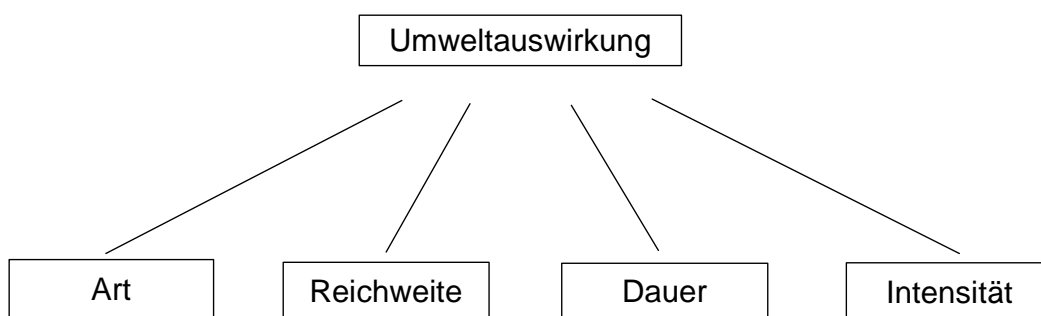 Umweltauswirkung
Art
Reichweite
Dauer
Intensität